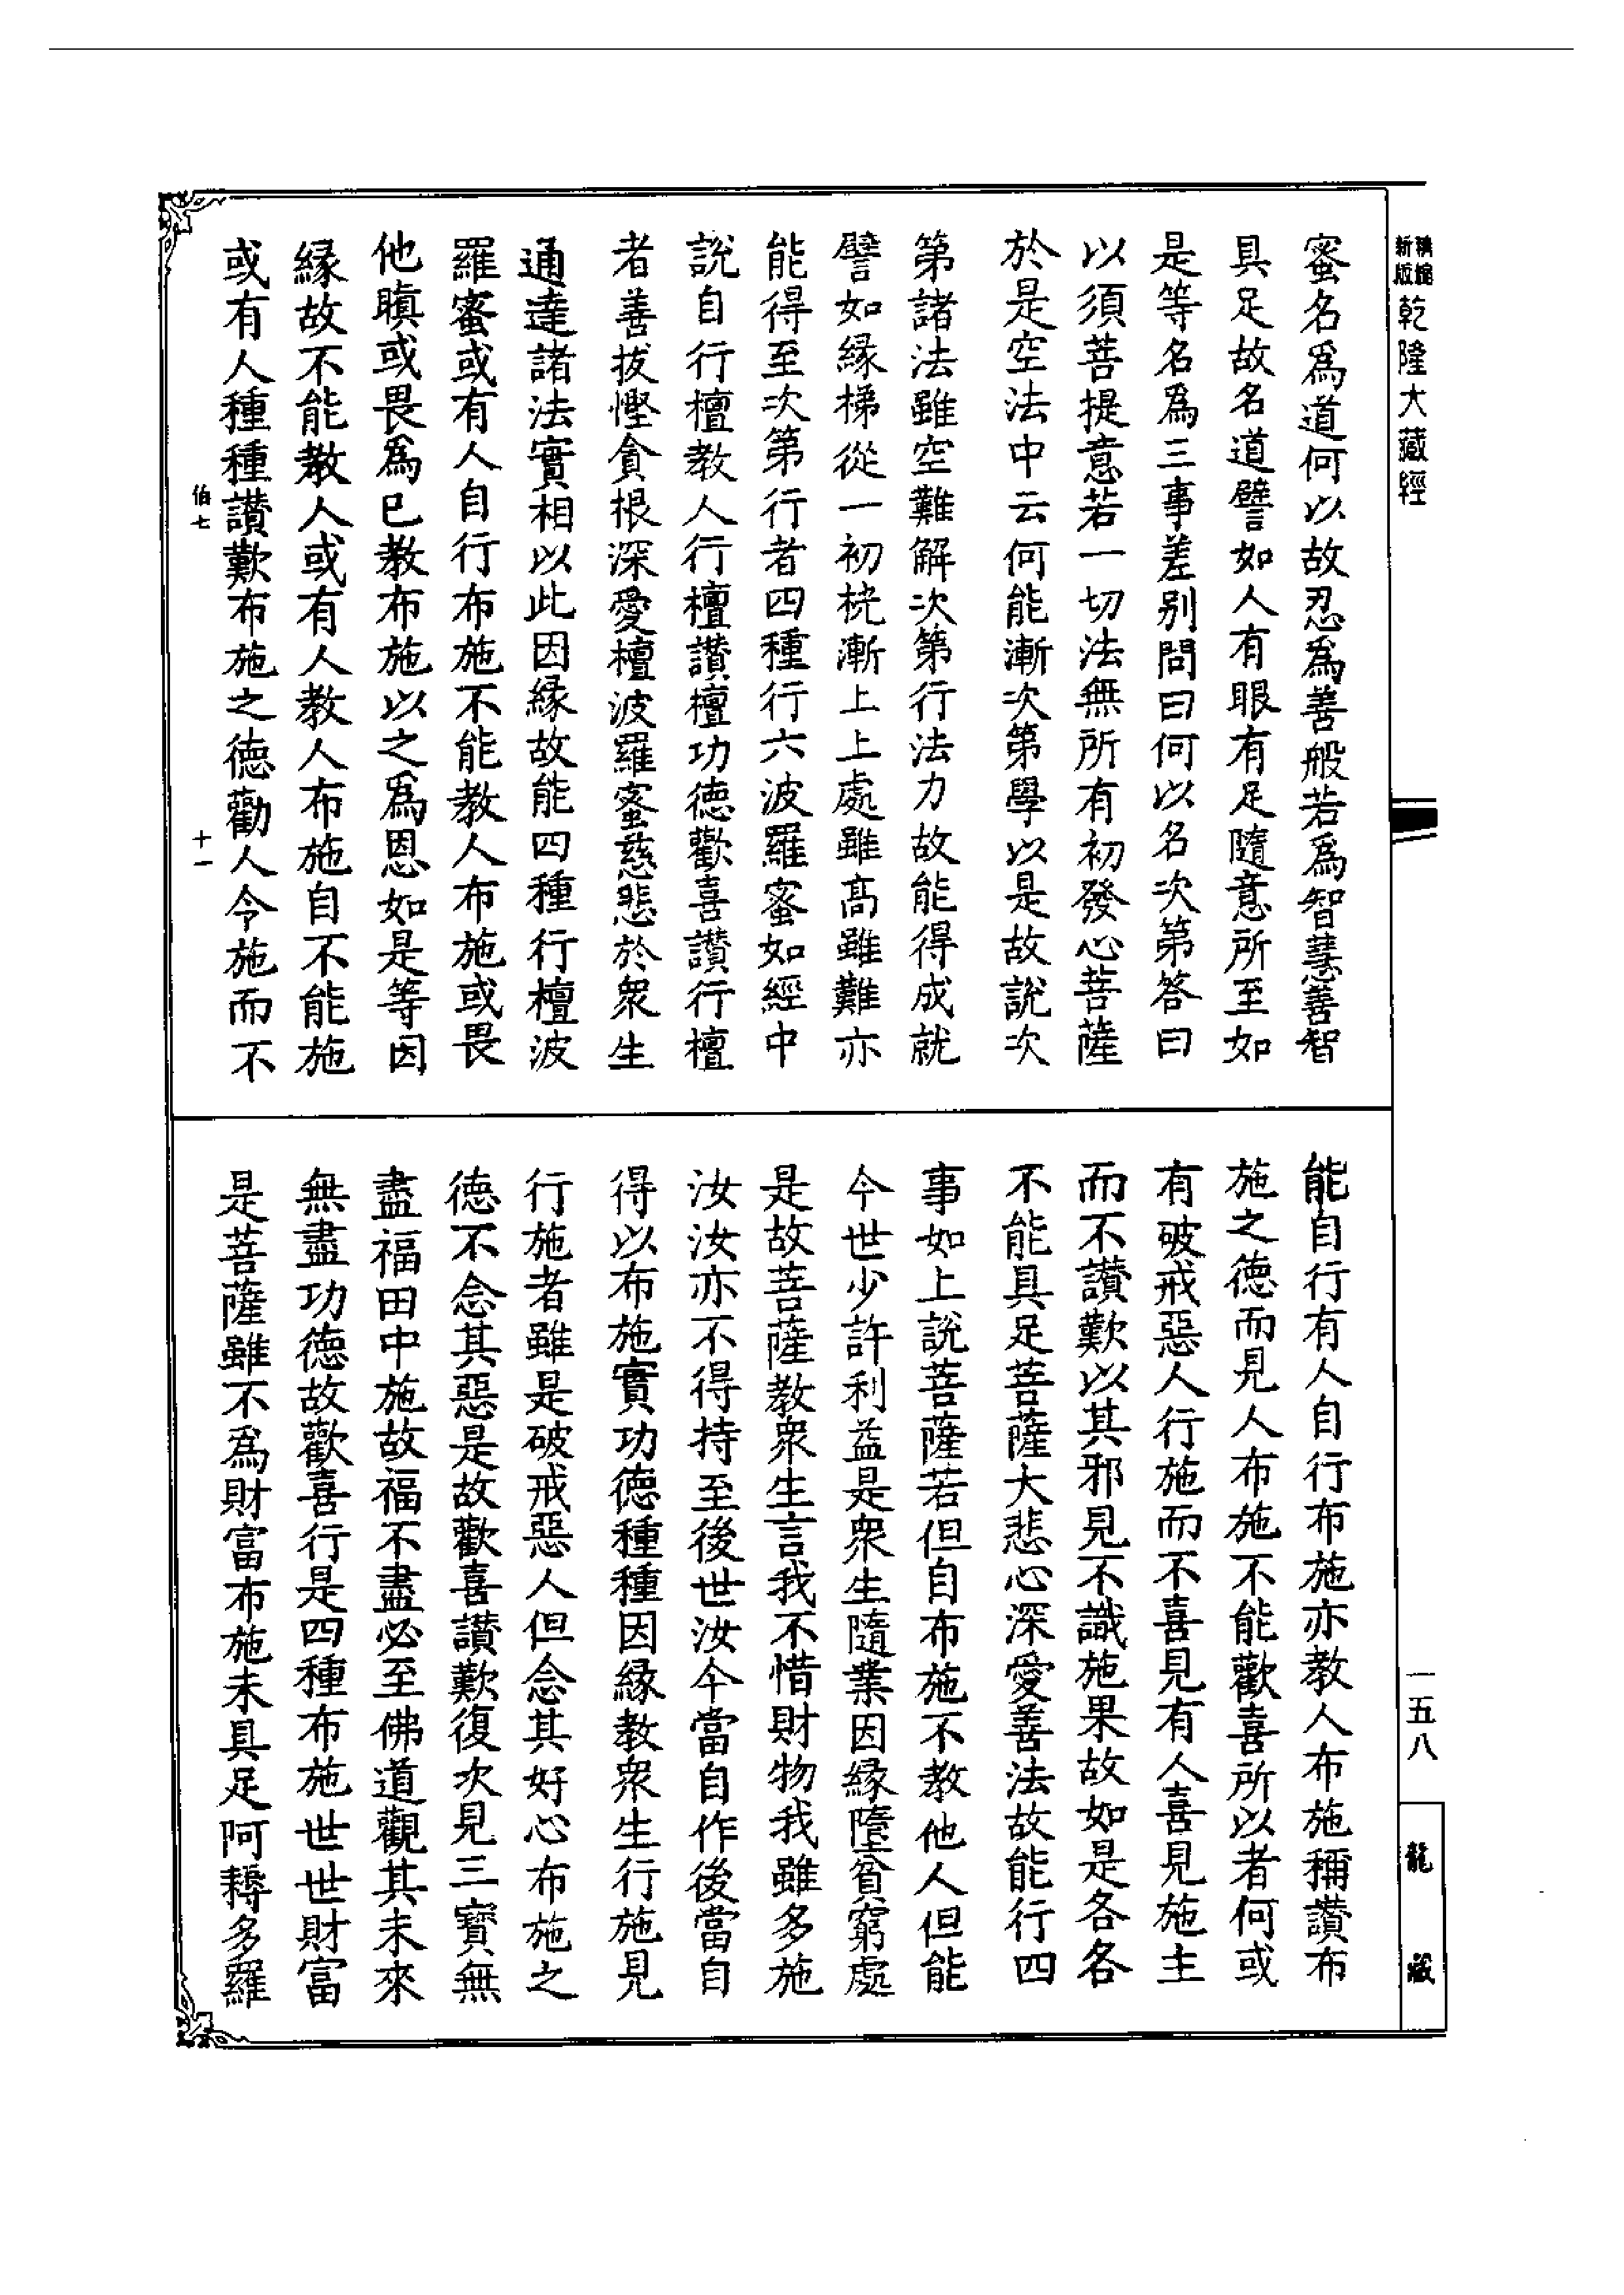 精縮新版乾隆大藏經
蜜名爲道何以故忍爲善般若爲智慧善智
具足故名道譬如人有眼有足隨意所至如
是等名爲三事差别問曰何以名次第答曰
以須菩提意若一切法無所有初發心菩薩
於是空法中云何能漸次第學以是故說次
第諸法雖空難解次第行法力故能得成就
譬如縁梯從一初桄漸上上處雖高雖難亦
能得至次第行者四種行六波羅蜜如經中
說自行檀教人行檀讚檀功德歡喜讚行檀
者善拔慳貪根深愛檀波羅蜜慈悲於衆生
通達諸法實相以此因縁故能四種行檀波
羅蜜或有人自行布施不能教人布施或畏
他瞋或畏爲已教布施以之爲恩如是等因
縁故不能教人或有人教人布施自不能施
或有人種種讚歎布施之德勸人令施而不
伯七
十一
能自行有人自行布施亦教人布施稱讚布
施之德而見人布施不能歡喜所以者何或
有破戒惡人行施而不喜見有人喜見施主
而不讚歎以其邪見不識施果故如是各各
不能具足菩薩大悲心深愛善法故能行四
事如上說菩薩若但自布施不教他人但能
今世少許利益是衆生隨業因縁墮貧窮處
是故菩薩教衆生言我不惜財物我雖多施
汝汝亦不得持至後世汝今當自作後當自
得以布施實功德種種因縁教衆生行施見
行施者雖是破戒惡人但念其好心布施之
德不念其惡是故歡喜讚歎復次見三寶無
盡福田中施故福不盡必至佛道觀其未來
無盡功德故歡喜行是四種布施世世財富
是菩薩雖不爲財富布施未具足阿耨多羅
一五八
龍藏